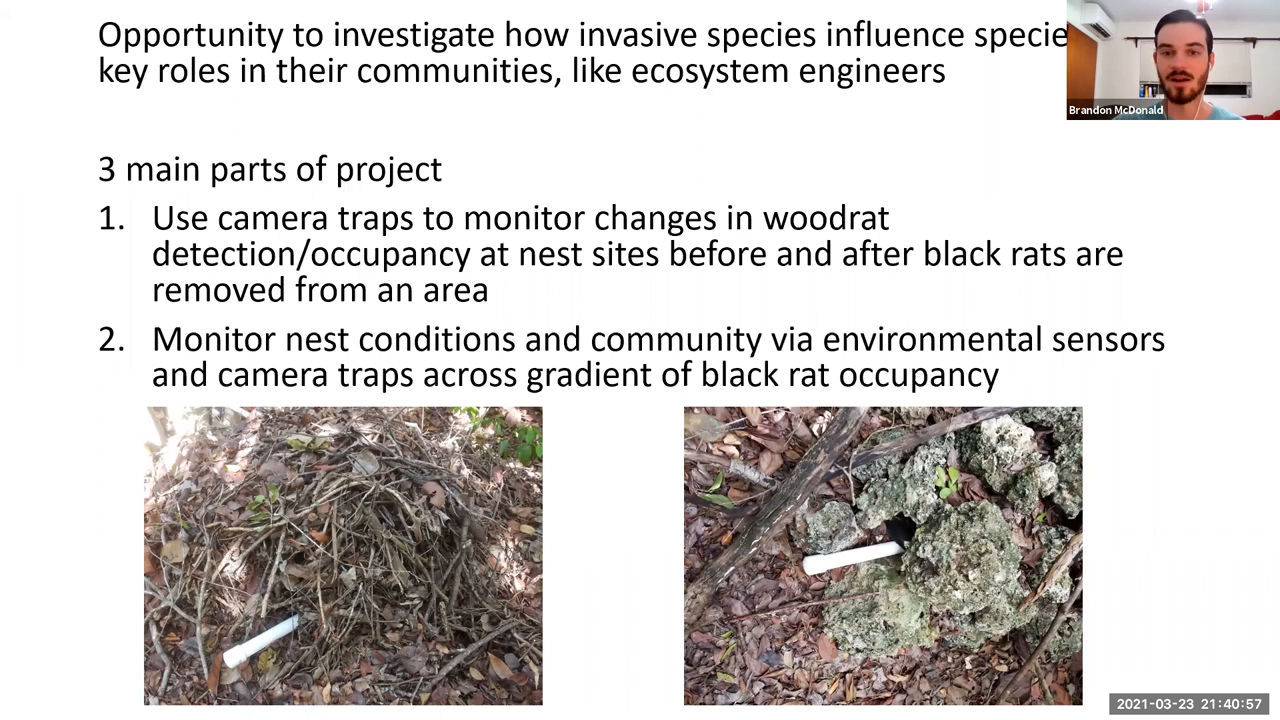 Opportunity to investigate how invasive species influence
key roles in their communities, like ecosystem engineers
Brandon McDonald
3 main parts of project
1. Use camera traps to monitor changes in woodrat
detection/occupancy at nest sites before and after black rats are
removed from an area
2. Monitor nest conditions and community via environmental sensors
and camera traps across gradient of black rat occupancy
2021-03-23 21:40:57